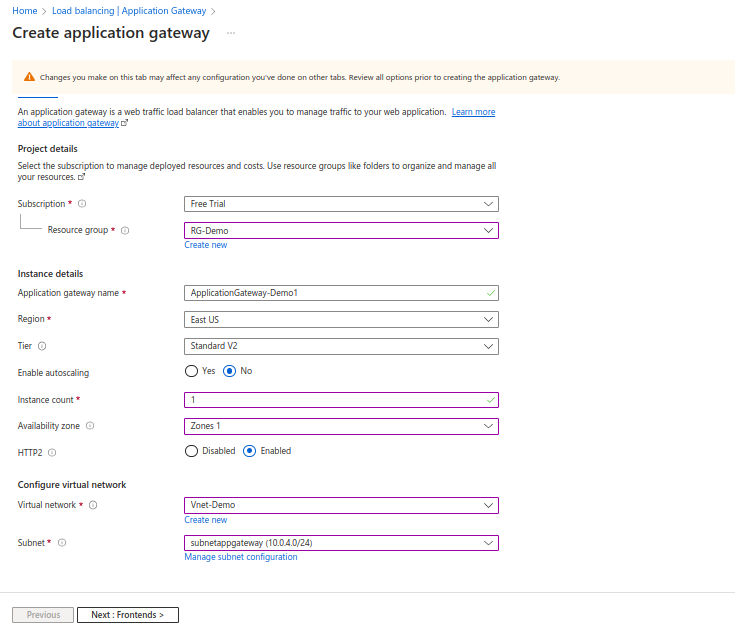 Home > Load balancing | Application Gateway >
Create application gateway ...
Changes you make on this tab may affect any configuration you've done on other tabs. Review all options prior to creating the application gateway.
An application gateway is a web traffic load balancer that enables you to manage traffic to your web application. Learn more
about application gateway
Project details
Select the subscription to manage deployed resources and costs. Use resource groups like folders to organize and manage all
your resources.
Subscription * Free Trial
Resource group * RG-Demo
Create new
Instance details
Application gateway name * ApplicationGateway-Demo1
Region * East US
Tier Standard V2
Enable autoscaling Yes No
Instance count * 1
Availability zone Zones 1
HTTP2 Disabled Enabled
Configure virtual network
Virtual network * Vnet-Demo
Create new
Subnet * subnetappgateway (10.0.4.0/24)
Manage subnet configuration
Previous Next : Frontends >